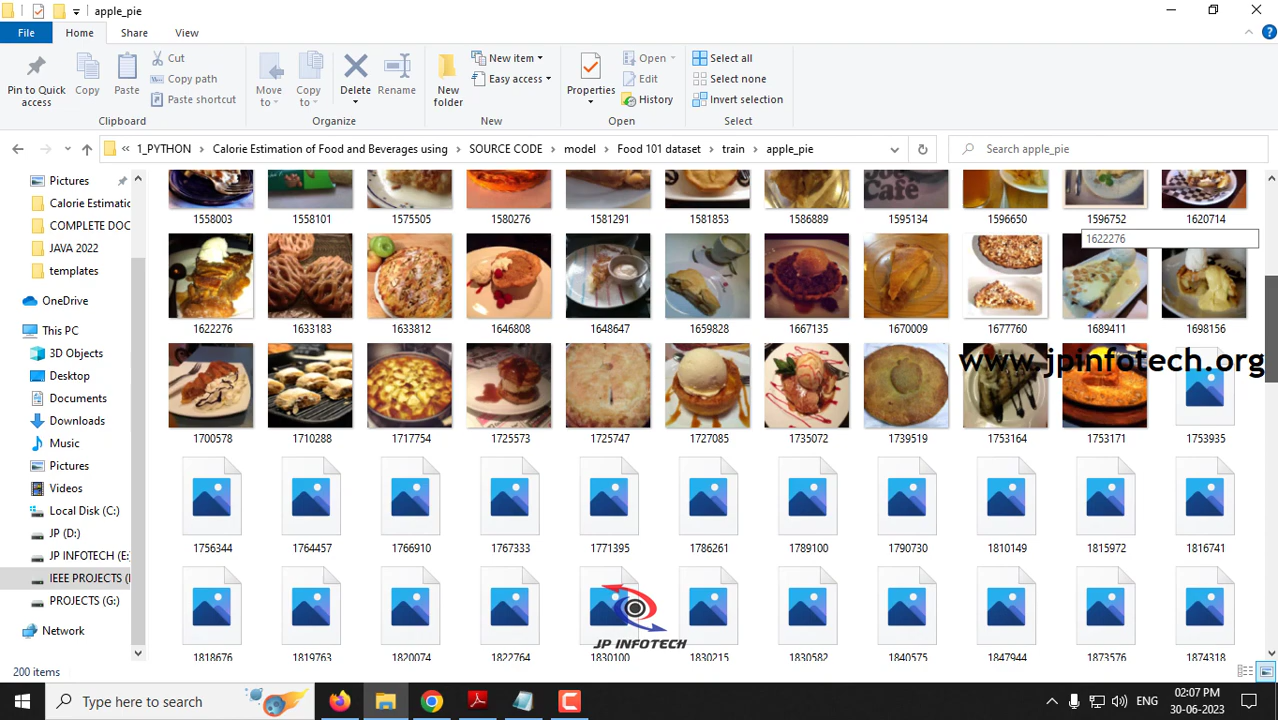 apple_pie
File Home Share View
Pin to Quick access
Copy
Paste
Cut
Copy path
Paste shortcut
Clipboard
Move to
Copy to
Delete
Rename
Organize
New folder
New item
Easy access
New
Properties
Open
Edit
History
Open
Select all
Select none
Invert selection
Select
« 1_PYTHON > Calorie Estimation of Food and Beverages using > SOURCE CODE > model > Food 101 dataset > train > apple_pie
Search apple_pie
Pictures
Calorie Estimatio
COMPLETE DOC
JAVA 2022
templates
OneDrive
This PC
3D Objects
Desktop
Documents
Downloads
Music
Pictures
Videos
Local Disk (C:)
JP (D:)
JP INFOTECH (E:
IEEE PROJECTS (
PROJECTS (G:)
Network
1558003 1558101 1575505 1580276 1581291 1581853 1586889 1595134 1596650 1596752 1620714
Cafe
1622276
1622276 1633183 1633812 1646808 1648647 1659828 1667135 1670009 1677760 1689411 1698156
www.jpinfotech.org
1700578 1710288 1717754 1725573 1725747 1727085 1735072 1739519 1753164 1753171 1753935
1756344 1764457 1766910 1767333 1771395 1786261 1789100 1790730 1810149 1815972 1816741
JP INFOTECH
1818676 1819763 1820074 1822764 1830100 1830215 1830582 1840575 1847944 1873576 1874318
200 items
Type here to search
ENG
02:07 PM
30-06-2023